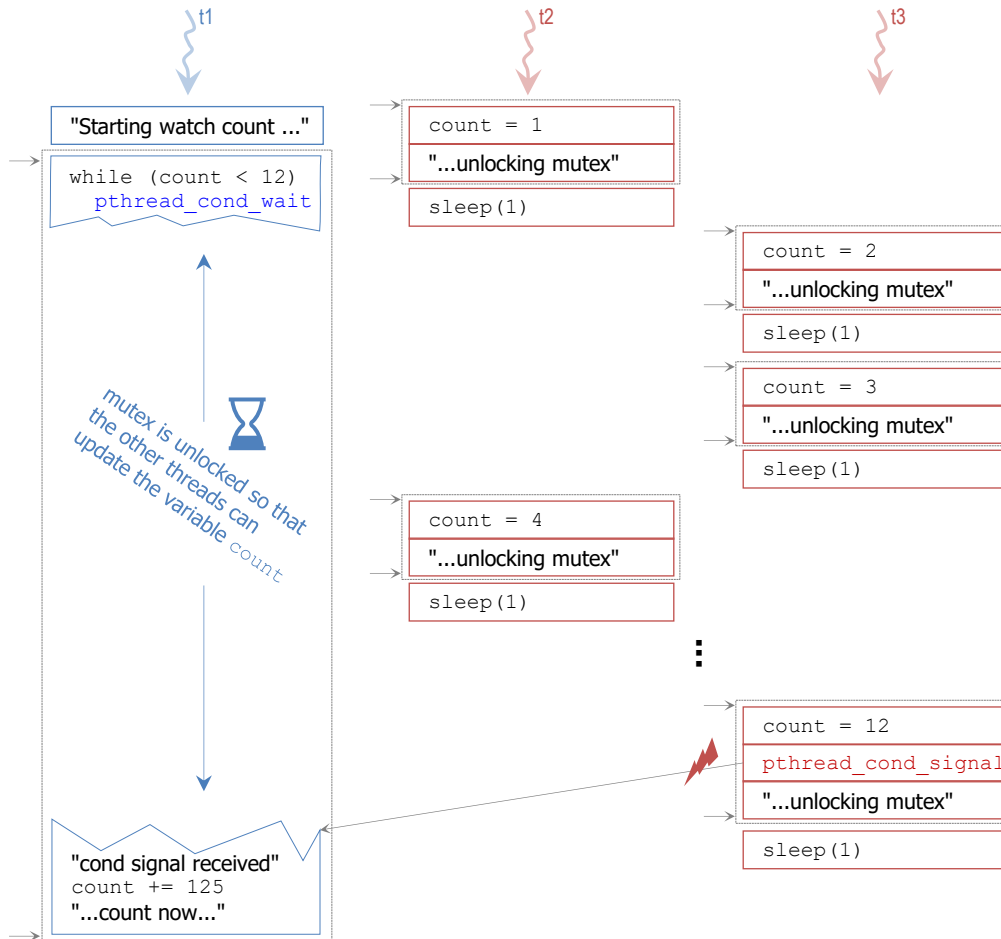 t1
t2
t3
"Starting watch count ..."
while (count < 12)
pthread_cond_wait
mutex is unlocked so that
the other threads can
update the variable count
"cond signal received"
count += 125
"...count now..."
count = 1
"...unlocking mutex"
sleep(1)
count = 2
"...unlocking mutex"
sleep(1)
count = 3
"...unlocking mutex"
sleep(1)
count = 4
"...unlocking mutex"
sleep(1)
...
count = 12
pthread_cond_signal
"...unlocking mutex"
sleep(1)